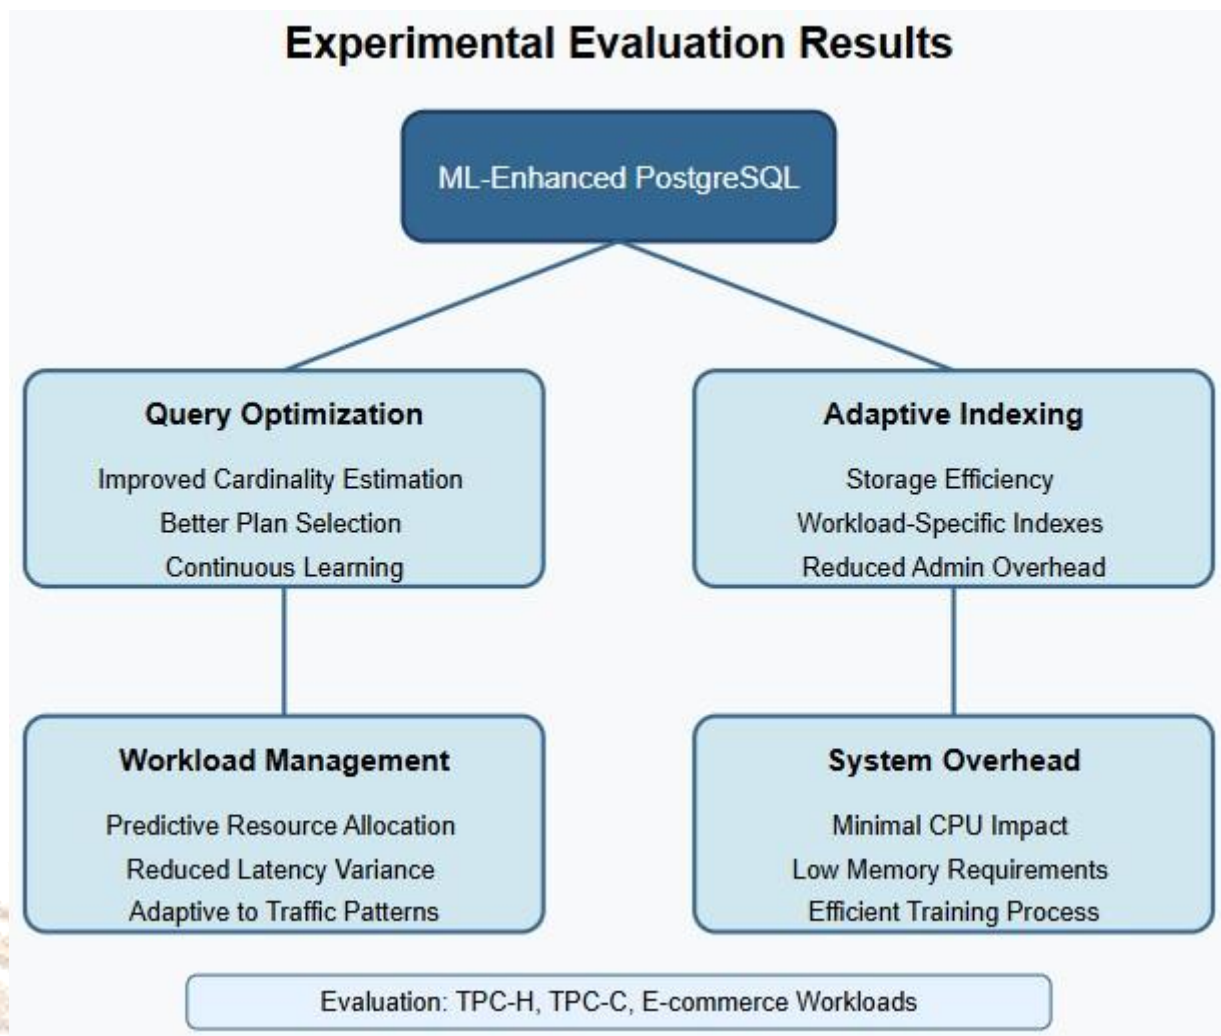 Experimental Evaluation Results
ML-Enhanced PostgreSQL
Query Optimization
Improved Cardinality Estimation
Better Plan Selection
Continuous Learning
Adaptive Indexing
Storage Efficiency
Workload-Specific Indexes
Reduced Admin Overhead
Workload Management
Predictive Resource Allocation
Reduced Latency Variance
Adaptive to Traffic Patterns
System Overhead
Minimal CPU Impact
Low Memory Requirements
Efficient Training Process
Evaluation: TPC-H, TPC-C, E-commerce Workloads